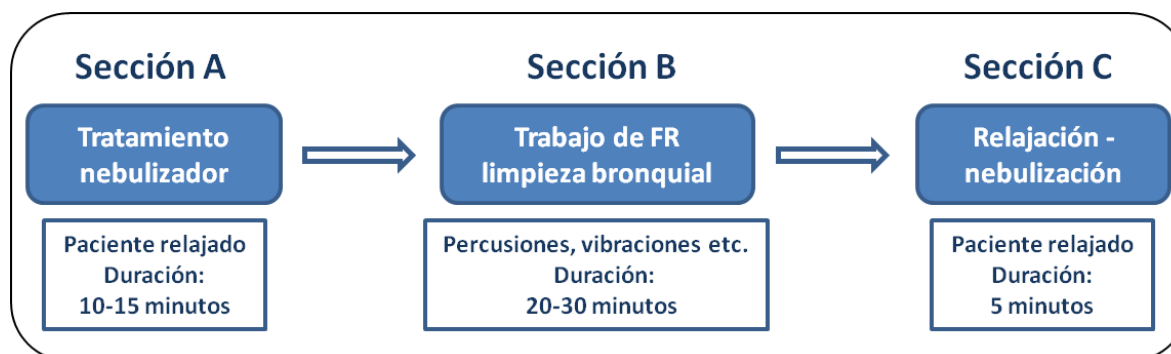 Sección A
Tratamiento
nebulizador
Paciente relajado
Duración:
10-15 minutos
Sección B
Trabajo de FR
limpieza bronquial
Percusiones, vibraciones etc.
Duración:
20-30 minutos
Sección C
Relajación -
nebulización
Paciente relajado
Duración:
5 minutos